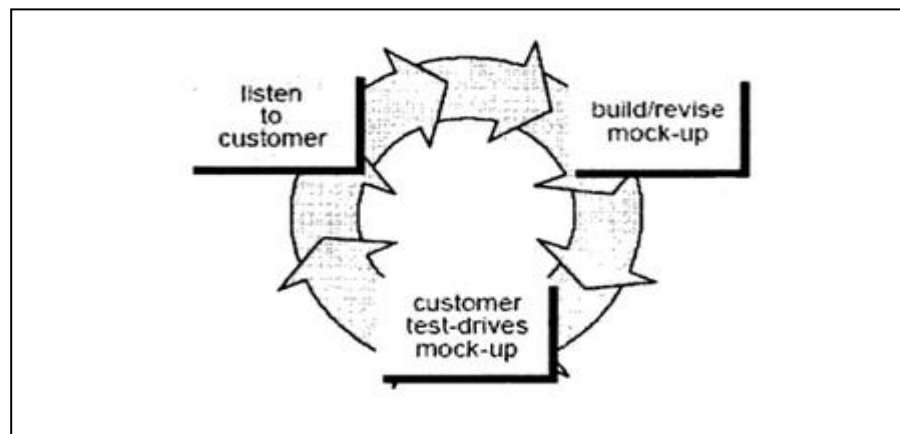 listen
to
customer
build/revise
mock-up
customer
test-drives
mock-up